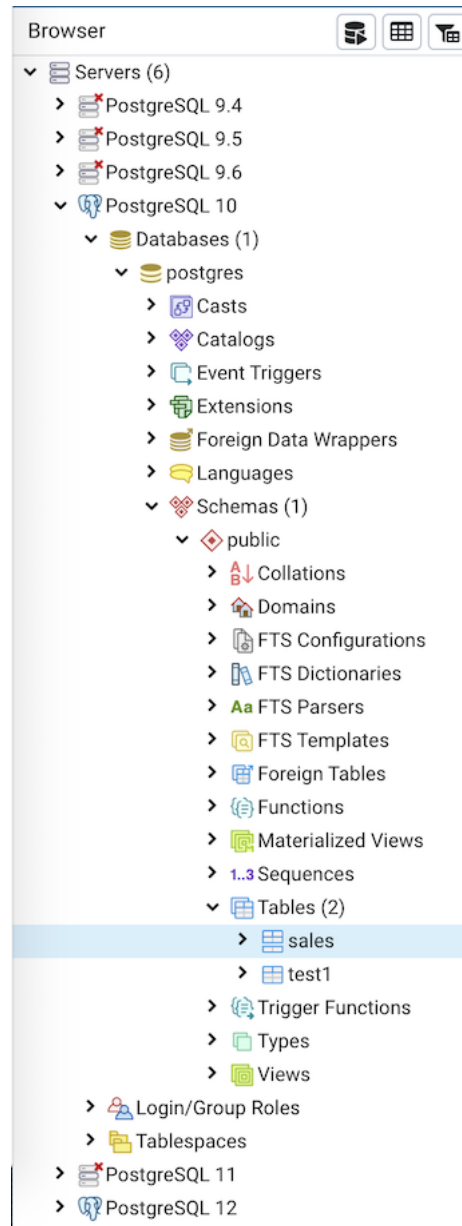 Browser
Servers (6)
PostgreSQL 9.4
PostgreSQL 9.5
PostgreSQL 9.6
PostgreSQL 10
Databases (1)
postgres
Casts
Catalogs
Event Triggers
Extensions
Foreign Data Wrappers
Languages
Schemas (1)
public
A B Collations
Domains
FTS Configurations
FTS Dictionaries
Aa FTS Parsers
FTS Templates
Foreign Tables
Functions
Materialized Views
1..3 Sequences
Tables (2)
sales
test1
Trigger Functions
Types
Views
Login/Group Roles
Tablespaces
PostgreSQL 11
PostgreSQL 12